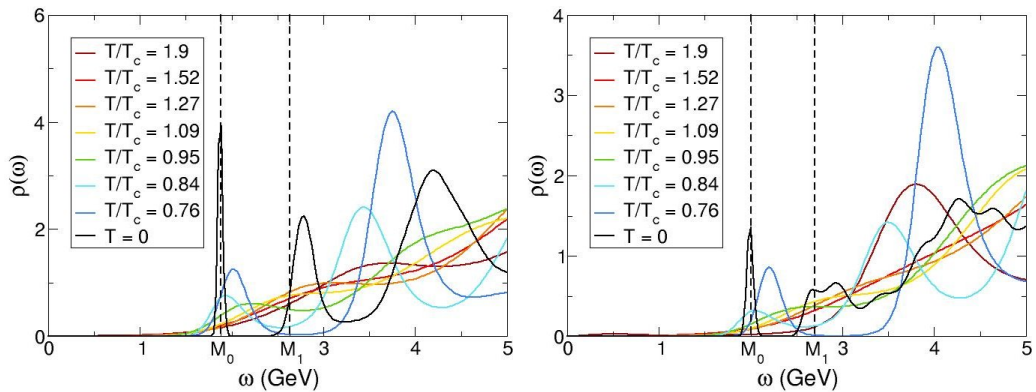 6
4
2
0
ρ(ω)
T/T_c = 1.9
T/T_c = 1.52
T/T_c = 1.27
T/T_c = 1.09
T/T_c = 0.95
T/T_c = 0.84
T/T_c = 0.76
T = 0
0 1 M_0 M_1 3 4 5
ω (GeV)
4
3
2
1
0
ρ(ω)
T/T_c = 1.9
T/T_c = 1.52
T/T_c = 1.27
T/T_c = 1.09
T/T_c = 0.95
T/T_c = 0.84
T/T_c = 0.76
T = 0
0 1 M_0 M_1 3 4 5
ω (GeV)